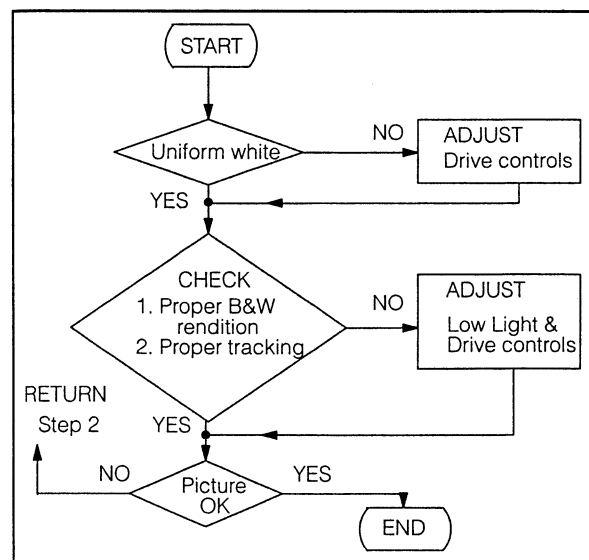 START
Uniform white
NO
ADJUST
Drive controls
YES
CHECK
1. Proper B&W
rendition
2. Proper tracking
NO
ADJUST
Low Light &
Drive controls
RETURN
Step 2
YES
NO
Picture
OK
YES
END